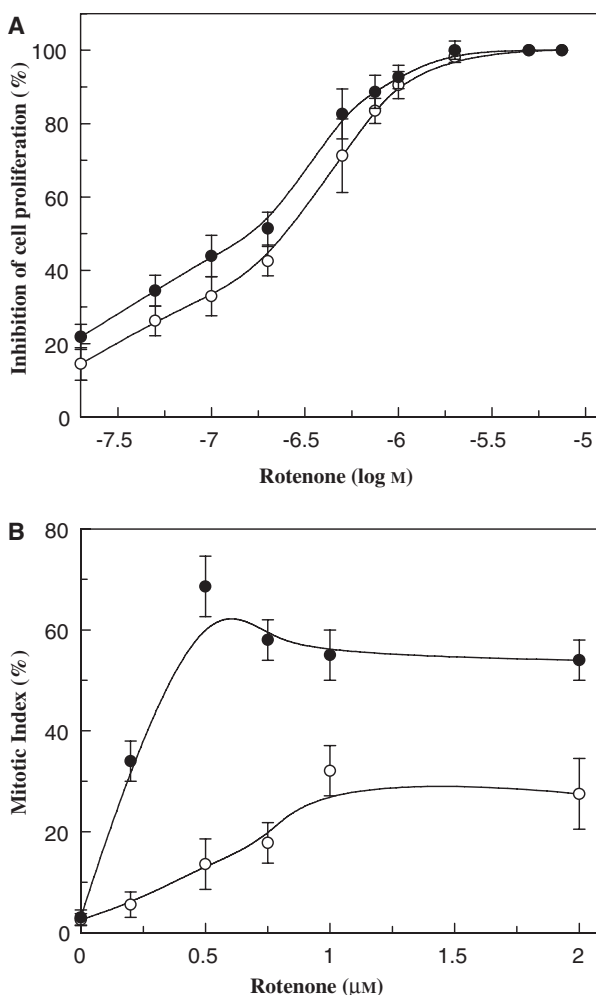 A
Inhibition of cell proliferation (%)
100
80
60
40
20
0
-7.5 -7 -6.5 -6 -5.5 -5
Rotenone (log M)
B
Mitotic Index (%)
80
60
40
20
0
0 0.5 1 1.5 2
Rotenone (μM)